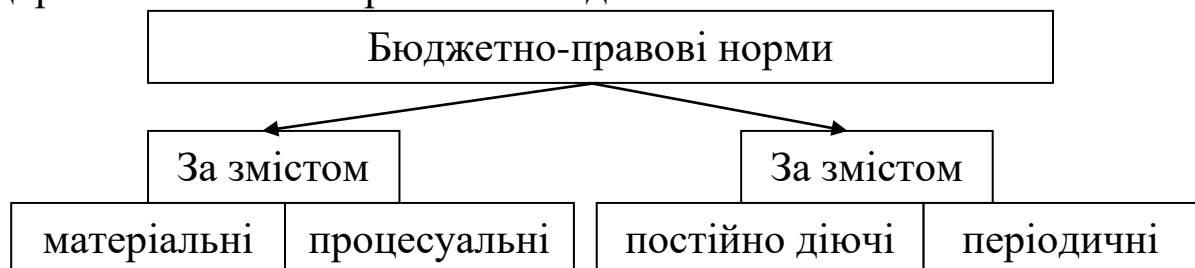 Бюджетно-правові норми
За змістом За змістом
матеріальні процесуальні постійно діючі періодичні